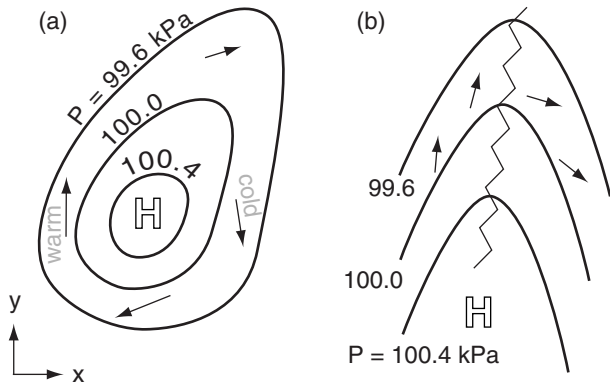 (a)
P = 99.6 kPa
100.0
100.4
H
warm
cold
y
x
(b)
99.6
100.0
H
P = 100.4 kPa